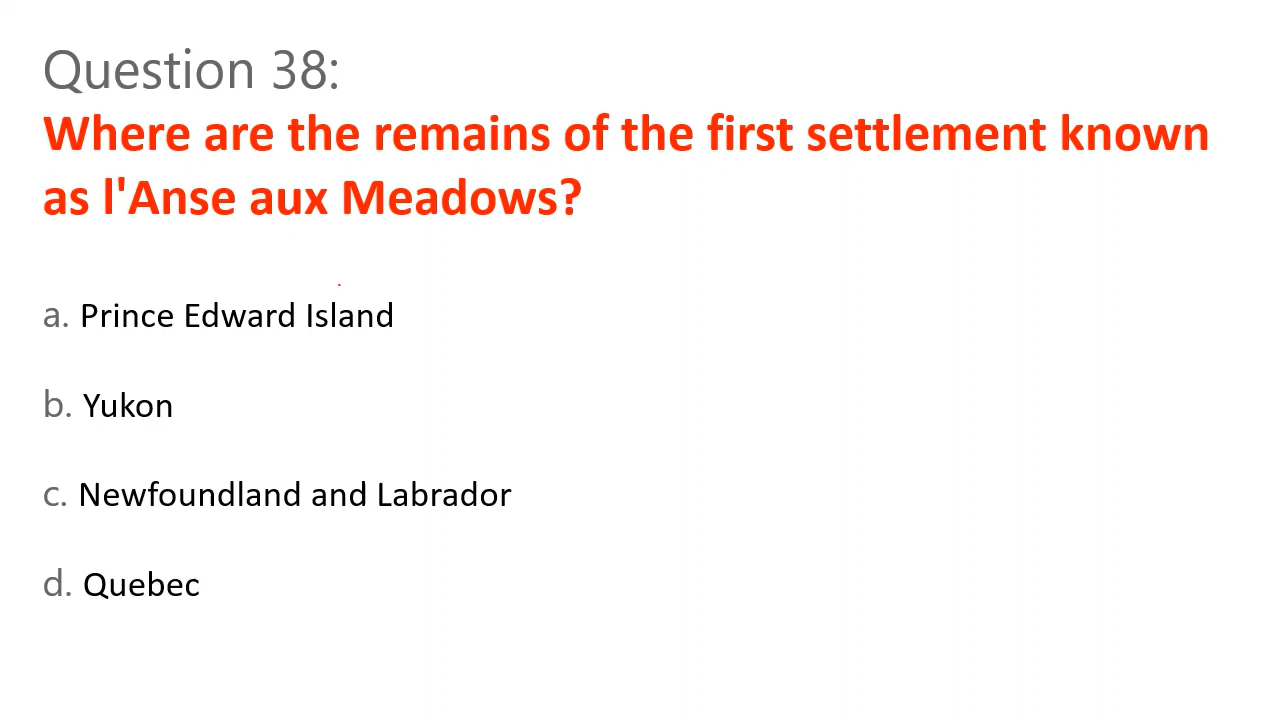 Question 38:
Where are the remains of the first settlement known
as l'Anse aux Meadows?
a. Prince Edward Island
b. Yukon
c. Newfoundland and Labrador
d. Quebec